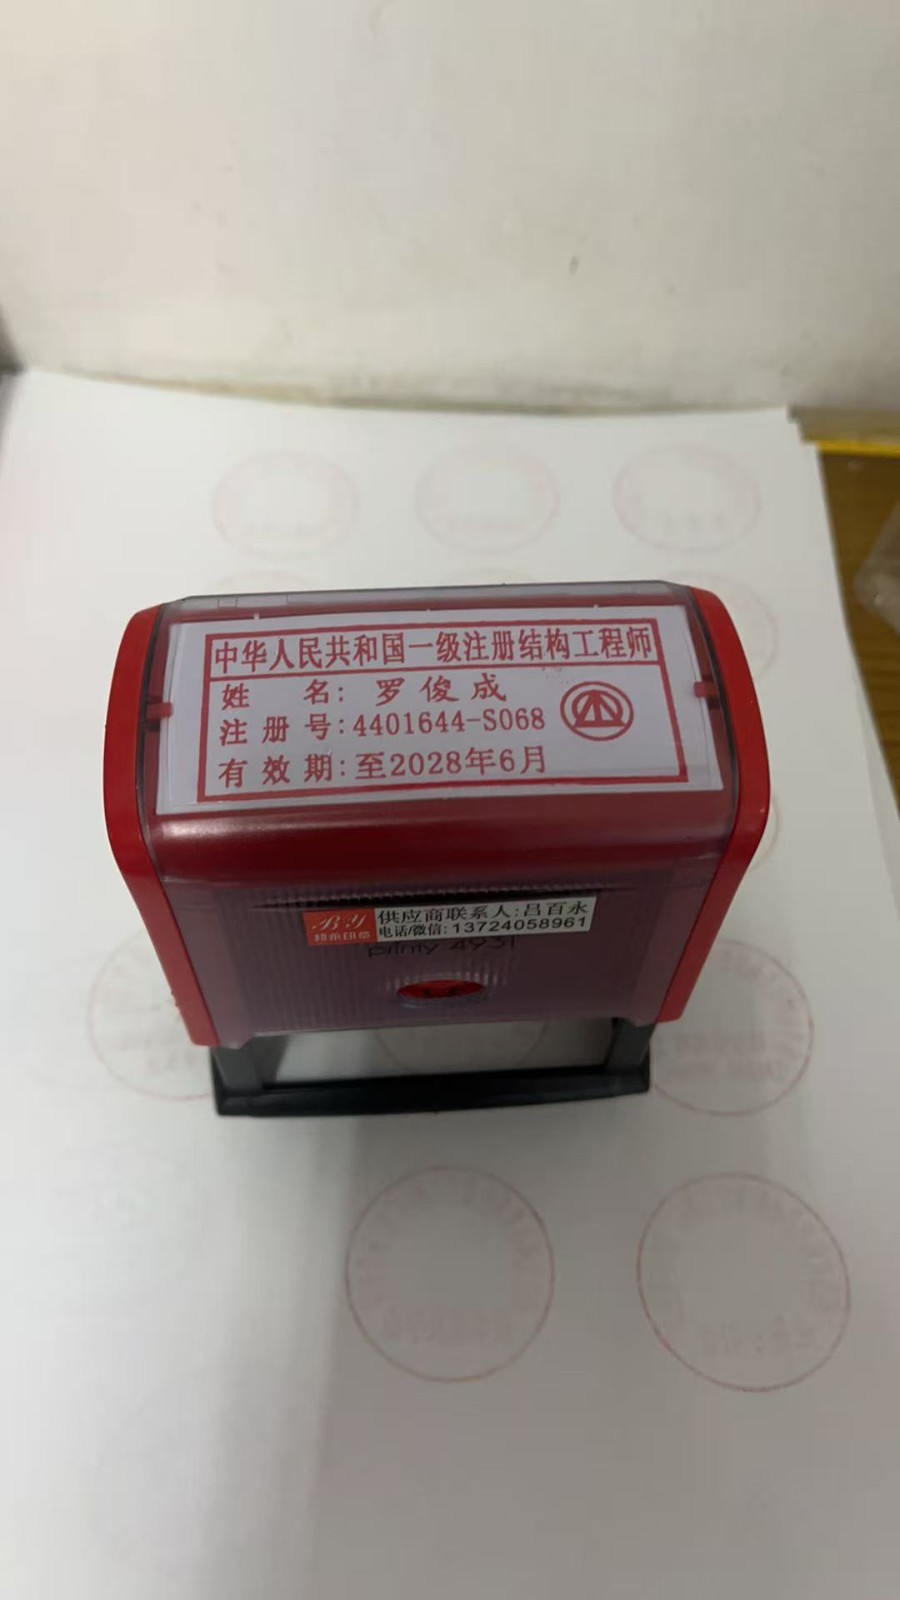 中华人民共和国一级注册结构工程师
姓 名: 罗俊成
注 册 号: 4401644-S068
有 效 期: 至2028年6月
BY
供应商联系人:吕百永
电话/微信: 13724058961
printy 4931